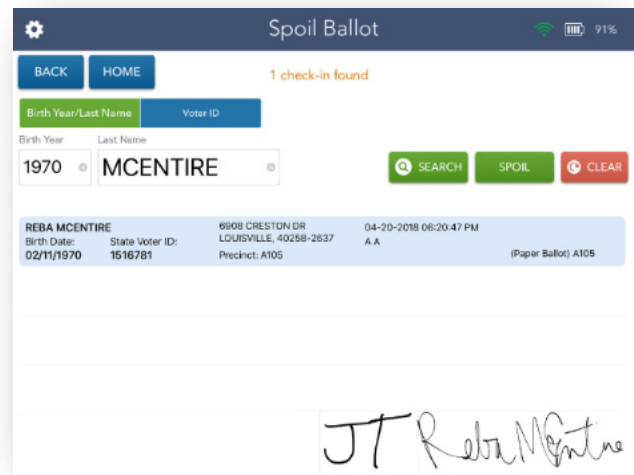 Spoil Ballot
91%
BACK HOME 1 check-in found
Birth Year/Last Name Voter ID
Birth Year Last Name
1970 MCENTIRE SEARCH SPOIL CLEAR
REBA MCENTIRE 6908 CRESTON DR 04-20-2018 06:20:47 PM
Birth Date: State Voter ID: LOUISVILLE, 40258-2637 A A
02/11/1970 1516781 Precinct: A105 (Paper Ballot) A105
JT Reba McEntire